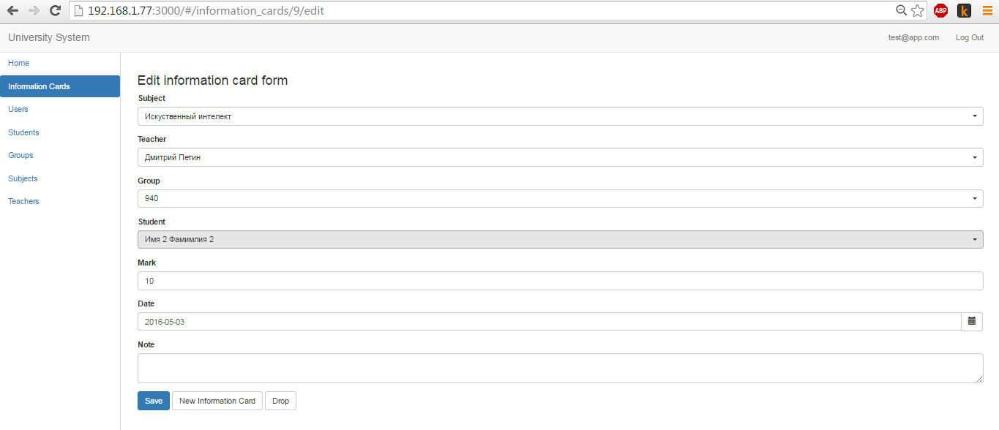 192.168.1.77:3000/#/information_cards/9/edit
ABP
k
University System
test@app.com
Log Out
Home
Information Cards
Users
Students
Groups
Subjects
Teachers
Edit information card form
Subject
Искуственный интелект
Teacher
Дмитрий Петин
Group
940
Student
Имя 2 Фамимлия 2
Mark
10
Date
2016-05-03
Note
Save
New Information Card
Drop